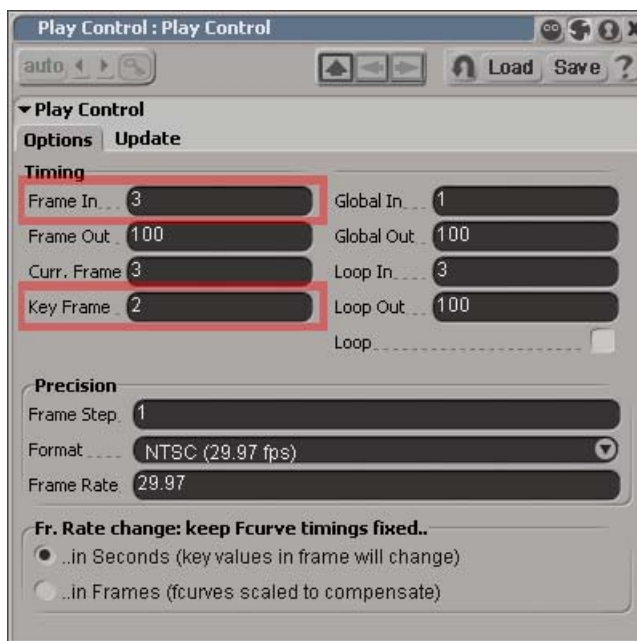 Play Control : Play Control
auto
Load Save ?
Play Control
Options Update
Timing
Frame In 3
Global In 1
Frame Out 100
Global Out 100
Curr. Frame 3
Loop In 3
Key Frame 2
Loop Out 100
Loop
Precision
Frame Step 1
Format NTSC (29.97 fps)
Frame Rate 29.97
Fr. Rate change: keep Fcurve timings fixed..
..in Seconds (key values in frame will change)
..in Frames (fcurves scaled to compensate)